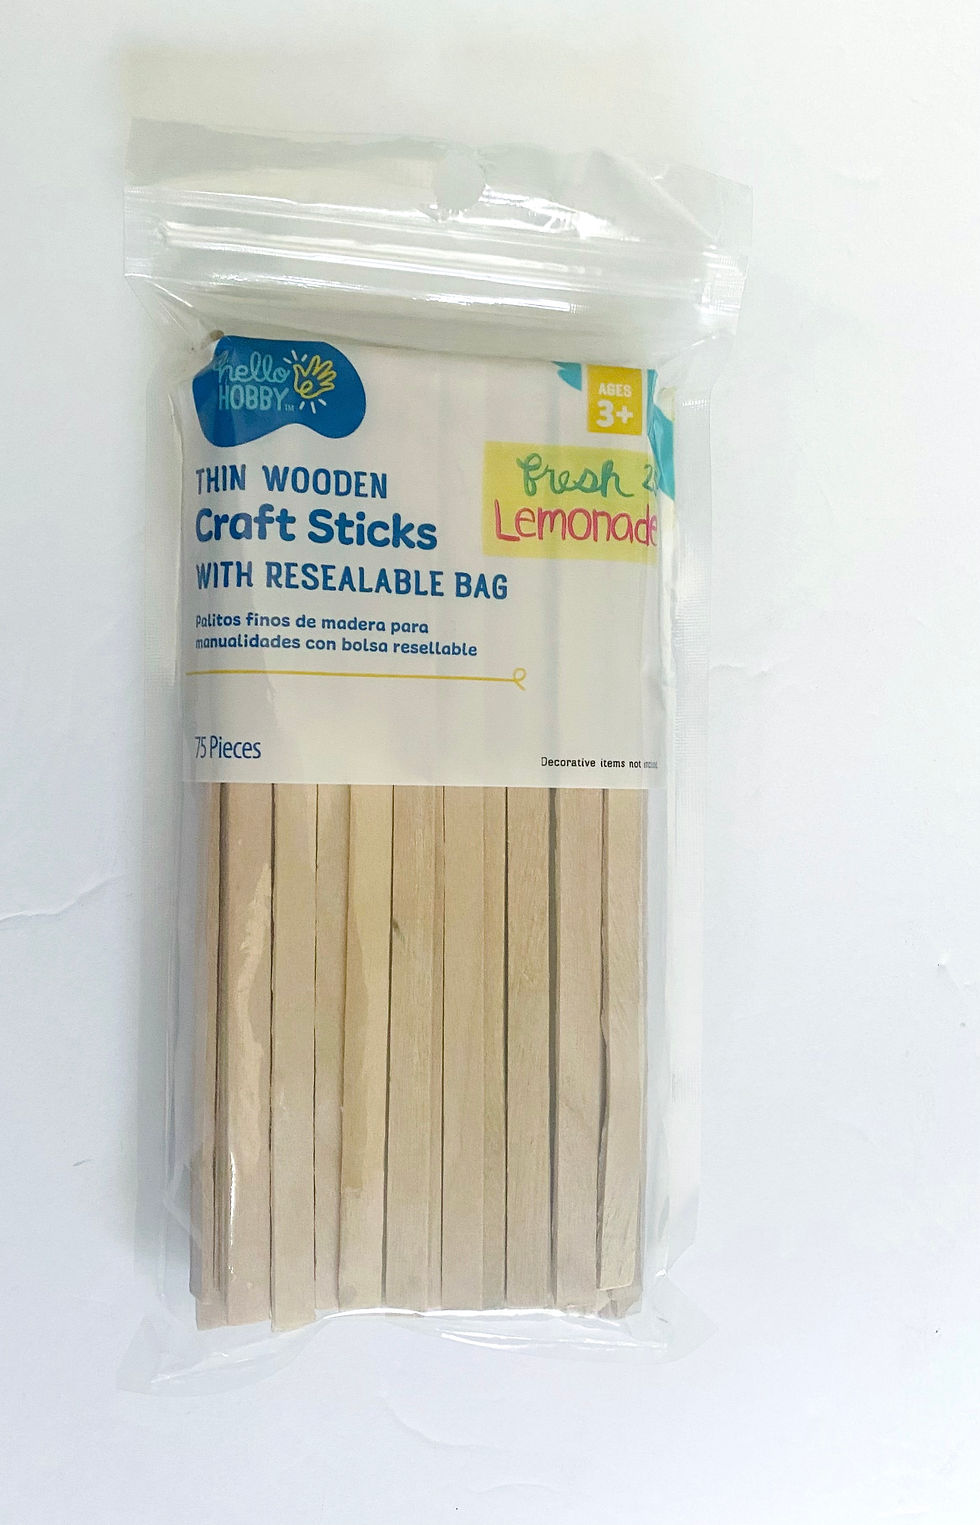 hello
HOBBY™
AGES
3+
THIN WOODEN
Craft Sticks
WITH RESEALABLE BAG
Palitos finos de madera para
manualidades con bolsa resellable
fresh
Lemonade
75 Pieces
Decorative items not